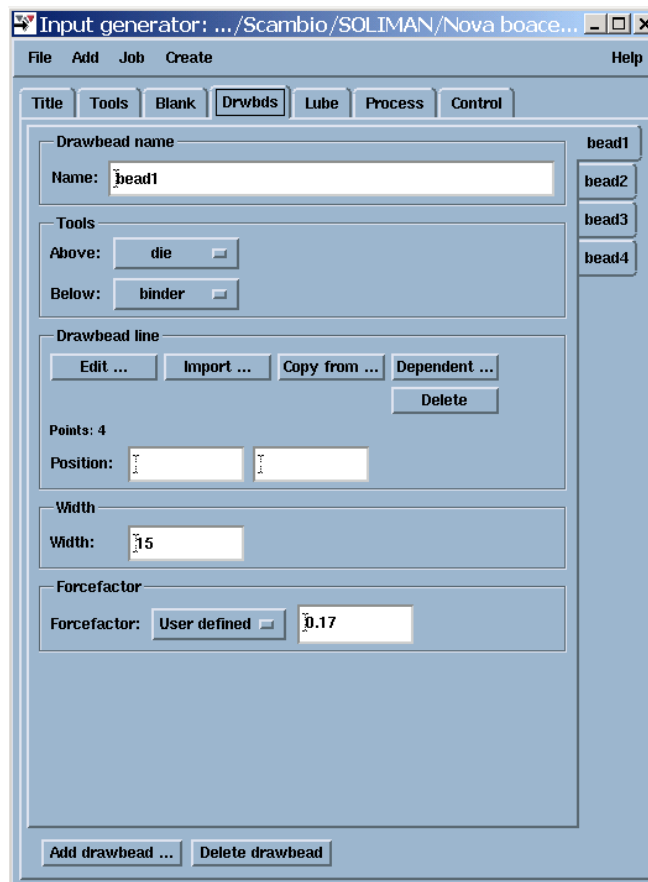 Input generator: .../Scambio/SOLIMAN/Nova boace...
File Add Job Create Help
Title Tools Blank Drwbds Lube Process Control
Drawbead name
Name: bead1
bead1
bead2
bead3
bead4
Tools
Above: die
Below: binder
Drawbead line
Edit ... Import ... Copy from ... Dependent ...
Delete
Points: 4
Position:
Width
Width: 15
Forcefactor
Forcefactor: User defined 0.17
Add drawbead ... Delete drawbead